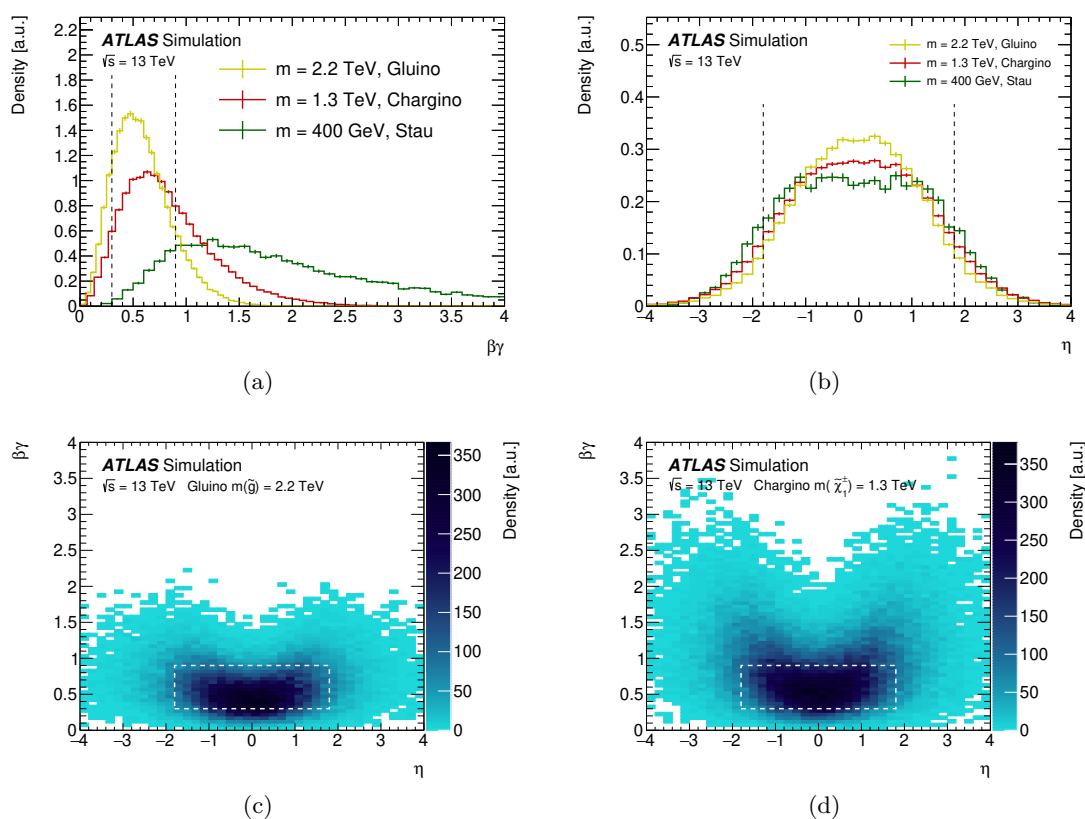 Density [a.u.]
2.2
2
1.8
1.6
1.4
1.2
1
0.8
0.6
0.4
0.2
0
ATLAS Simulation
√s = 13 TeV
m = 2.2 TeV, Gluino
m = 1.3 TeV, Chargino
m = 400 GeV, Stau
0 0.5 1 1.5 2 2.5 3 3.5 4
βγ
(a)
Density [a.u.]
0.5
0.4
0.3
0.2
0.1
0
ATLAS Simulation
√s = 13 TeV
m = 2.2 TeV, Gluino
m = 1.3 TeV, Chargino
m = 400 GeV, Stau
−4 −3 −2 −1 0 1 2 3 4
η
(b)
βγ
4
3.5
3
2.5
2
1.5
1
0.5
0
ATLAS Simulation
√s = 13 TeV Gluino m(g̃) = 2.2 TeV
−4 −3 −2 −1 0 1 2 3 4
η
350
300
250
200
150
100
50
0
Density [a.u.]
(c)
βγ
4
3.5
3
2.5
2
1.5
1
0.5
0
ATLAS Simulation
√s = 13 TeV Chargino m( χ̃₁±) = 1.3 TeV
−4 −3 −2 −1 0 1 2 3 4
η
350
300
250
200
150
100
50
0
Density [a.u.]
(d)